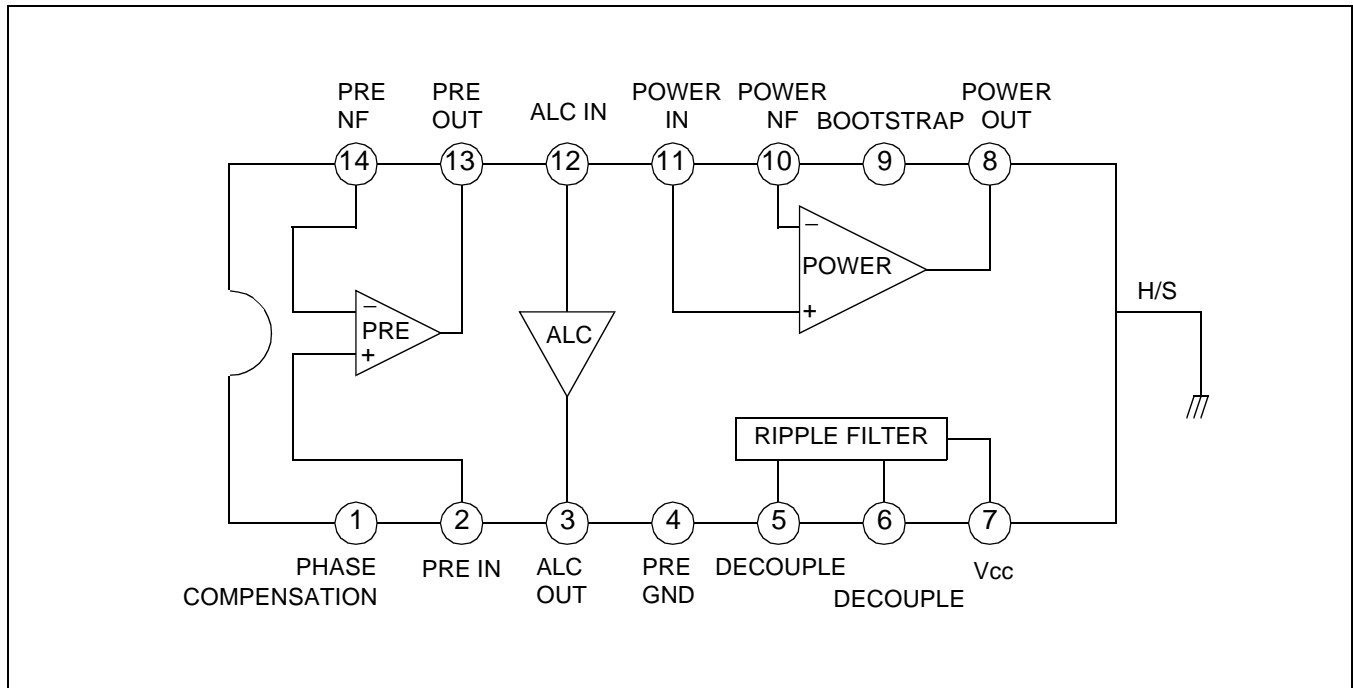 PRE
NF
PRE
OUT
ALC IN
POWER
IN
POWER
NF
BOOTSTRAP
POWER
OUT
14
13
12
11
10
9
8
−
PRE
+
ALC
−
POWER
+
H/S
RIPPLE FILTER
1
2
3
4
5
6
7
PHASE
COMPENSATION
PRE IN
ALC
OUT
PRE
GND
DECOUPLE
DECOUPLE
Vcc